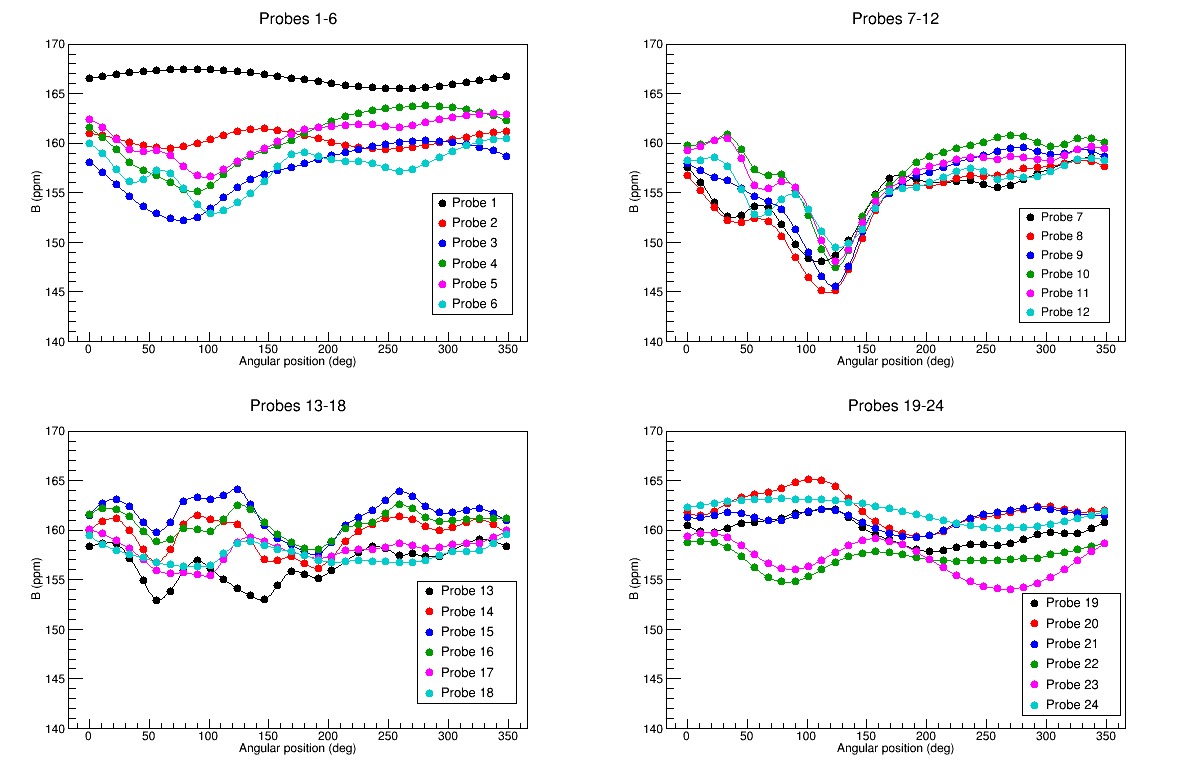 Probes 1-6
170
165
160
155
150
145
140
B (ppm)
0 50 100 150 200 250 300 350
Angular position (deg)
Probe 1
Probe 2
Probe 3
Probe 4
Probe 5
Probe 6
Probes 7-12
170
165
160
155
150
145
140
B (ppm)
0 50 100 150 200 250 300 350
Angular position (deg)
Probe 7
Probe 8
Probe 9
Probe 10
Probe 11
Probe 12
Probes 13-18
170
165
160
155
150
145
140
B (ppm)
0 50 100 150 200 250 300 350
Angular position (deg)
Probe 13
Probe 14
Probe 15
Probe 16
Probe 17
Probe 18
Probes 19-24
170
165
160
155
150
145
140
B (ppm)
0 50 100 150 200 250 300 350
Angular position (deg)
Probe 19
Probe 20
Probe 21
Probe 22
Probe 23
Probe 24